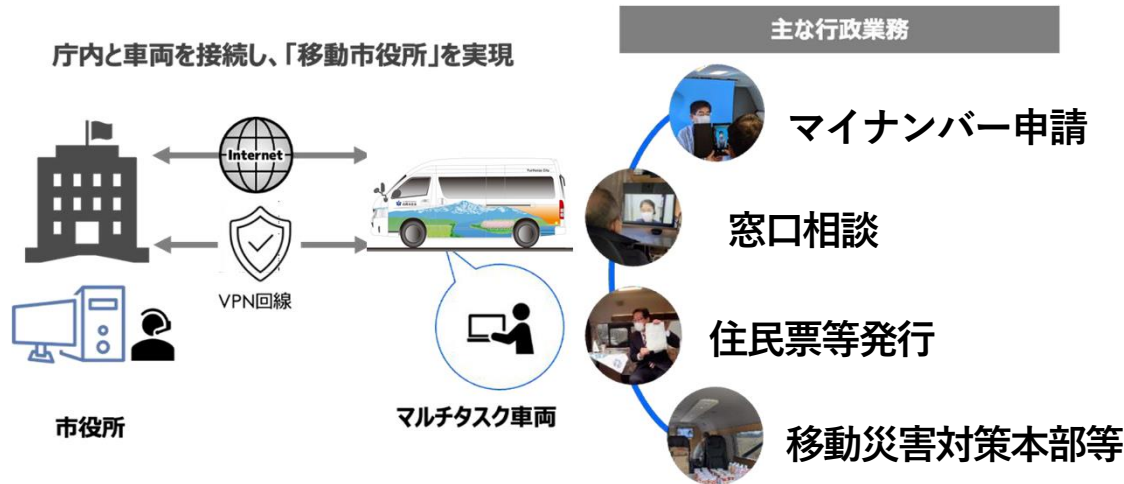 主な行政業務
庁内と車両を接続し、「移動市役所」を実現
マイナンバー申請
Internet
窓口相談
VPN回線
住民票等発行
マルチタスク車両
市役所
移動災害対策本部等